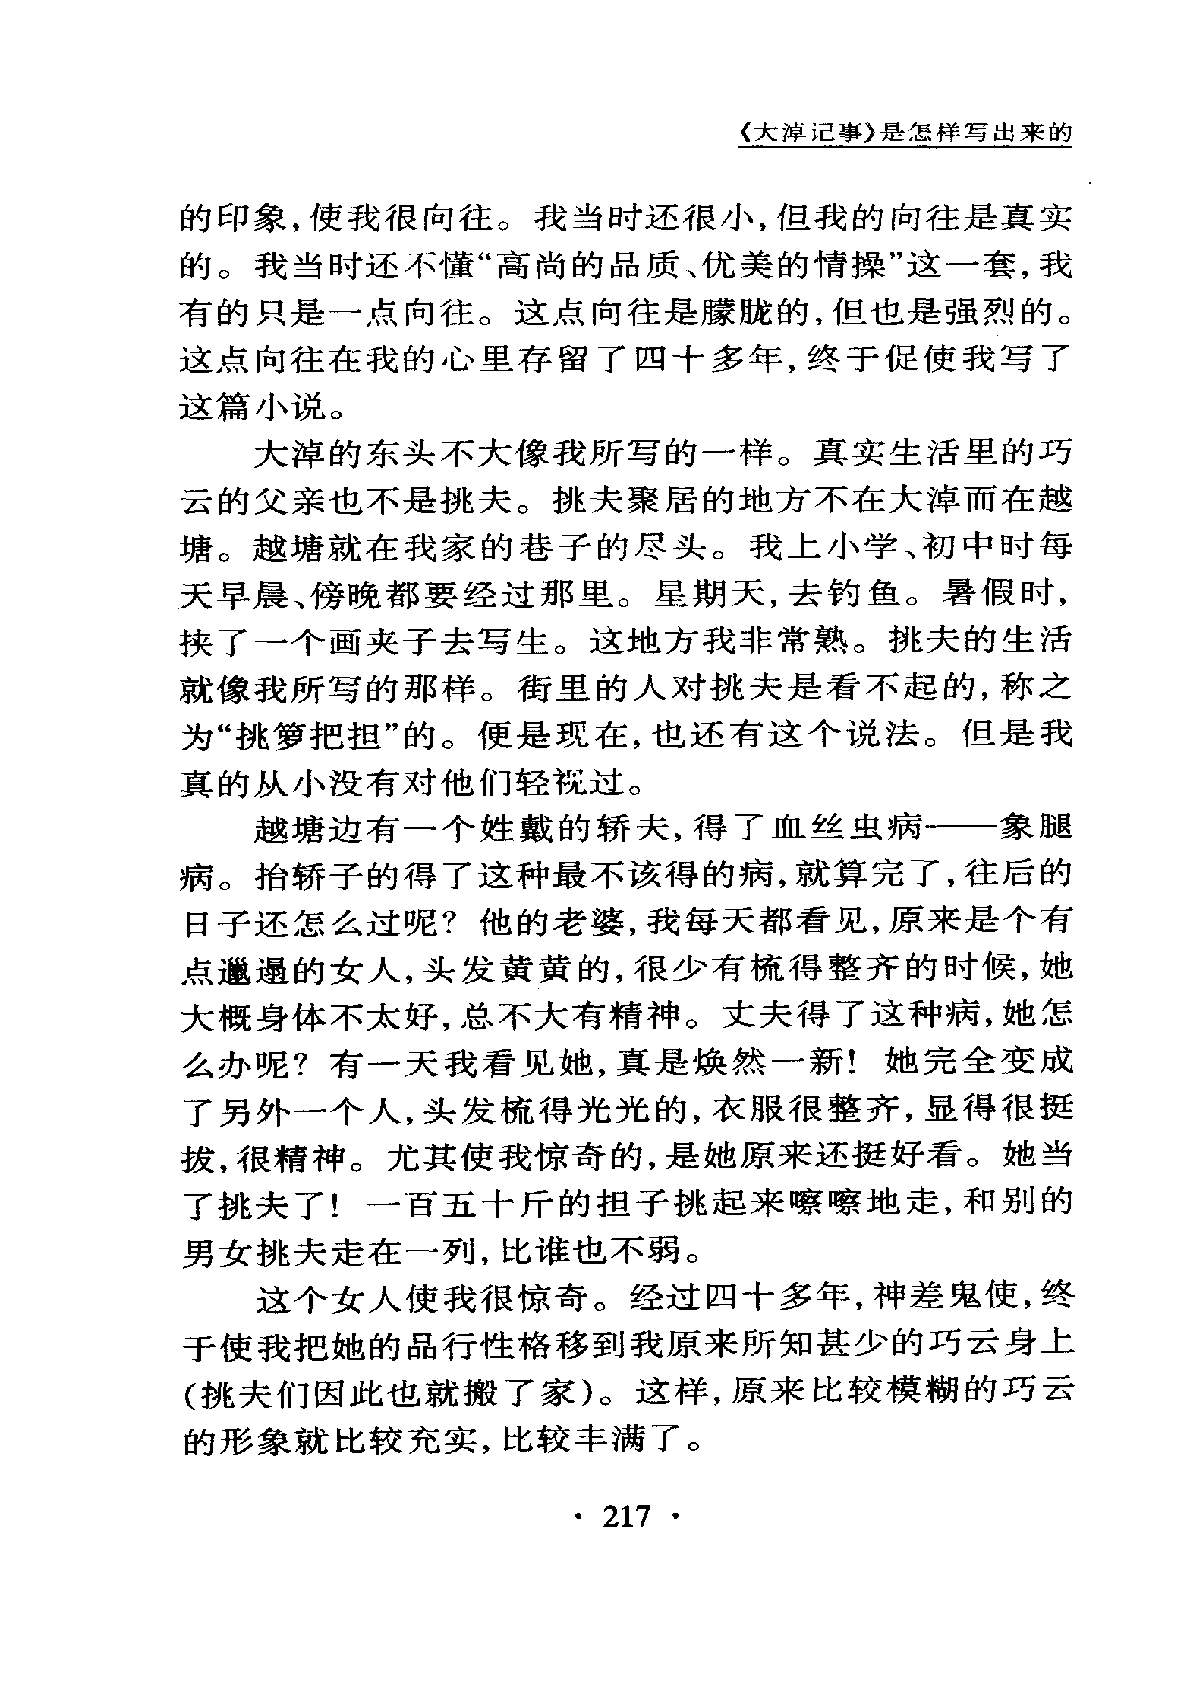 《大淖记事》是怎样写出来的
的印象,使我很向往。我当时还很小,但我的向往是真实
的。我当时还不懂“高尚的品质、优美的情操”这一套,我
有的只是一点向往。这点向往是朦胧的,但也是强烈的。
这点向往在我的心里存留了四十多年,终于促使我写了
这篇小说。
大淖的东头不大像我所写的一样。真实生活里的巧
云的父亲也不是挑夫。挑夫聚居的地方不在大淖而在越
塘。越塘就在我家的巷子的尽头。我上小学、初中时每
天早晨、傍晚都要经过那里。星期天,去钓鱼。暑假时,
挟了一个画夹子去写生。这地方我非常熟。挑夫的生活
就像我所写的那样。街里的人对挑夫是看不起的,称之
为“挑箩把担”的。便是现在,也还有这个说法。但是我
真的从小没有对他们轻视过。
越塘边有一个姓戴的轿夫,得了血丝虫病——象腿
病。抬轿子的得了这种最不该得的病,就算完了,往后的
日子还怎么过呢? 他的老婆,我每天都看见,原来是个有
点邋遢的女人,头发黄黄的,很少有梳得整齐的时候,她
大概身体不太好,总不大有精神。丈夫得了这种病,她怎
么办呢? 有一天我看见她,真是焕然一新! 她完全变成
了另外一个人,头发梳得光光的,衣服很整齐,显得很挺
拔,很精神。尤其使我惊奇的,是她原来还挺好看。她当
了挑夫了! 一百五十斤的担子挑起来嚓嚓地走,和别的
男女挑夫走在一列,比谁也不弱。
这个女人使我很惊奇。经过四十多年,神差鬼使,终
于使我把她的品行性格移到我原来所知甚少的巧云身上
(挑夫们因此也就搬了家)。这样,原来比较模糊的巧云
的形象就比较充实,比较丰满了。
· 217 ·